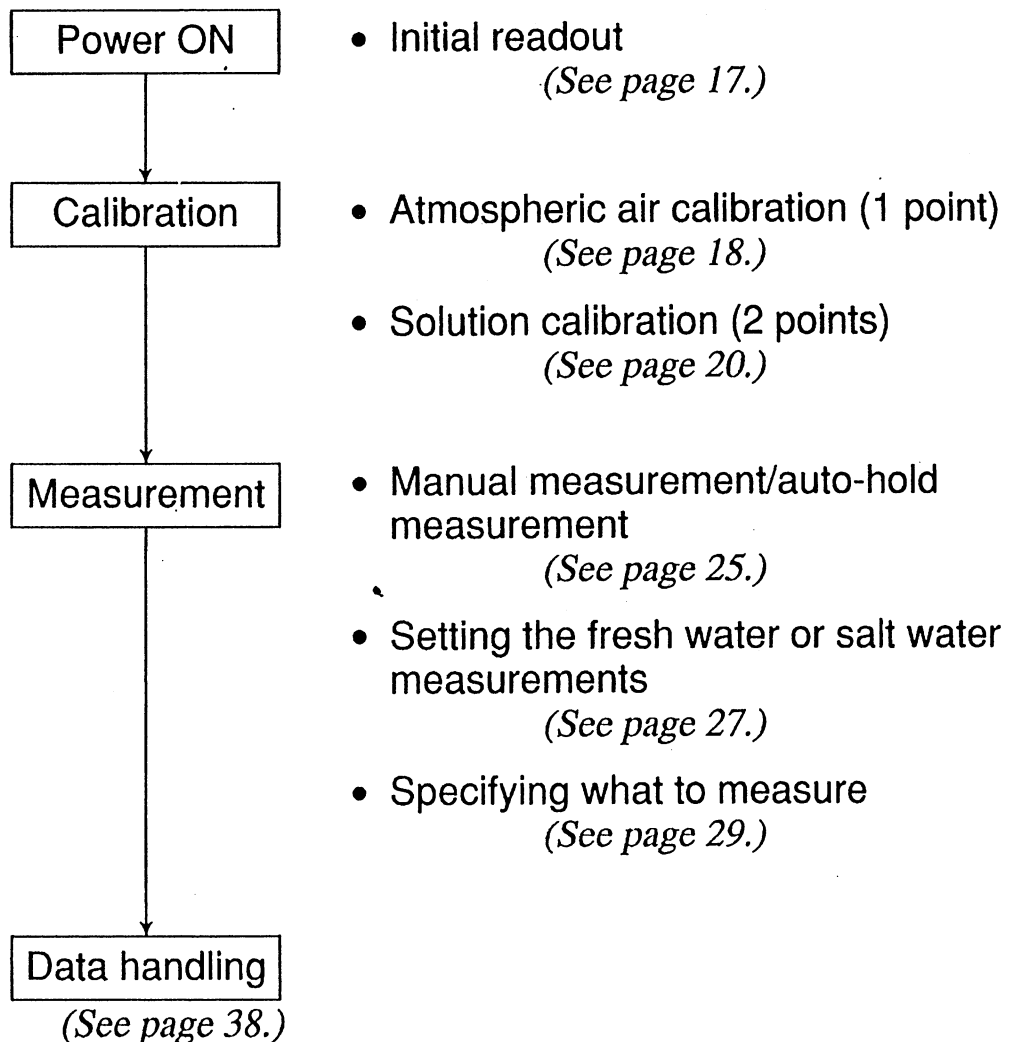 Power ON
• Initial readout
(See page 17.)
Calibration
• Atmospheric air calibration (1 point)
(See page 18.)
• Solution calibration (2 points)
(See page 20.)
Measurement
• Manual measurement/auto-hold
measurement
(See page 25.)
• Setting the fresh water or salt water
measurements
(See page 27.)
• Specifying what to measure
(See page 29.)
Data handling
(See page 38.)